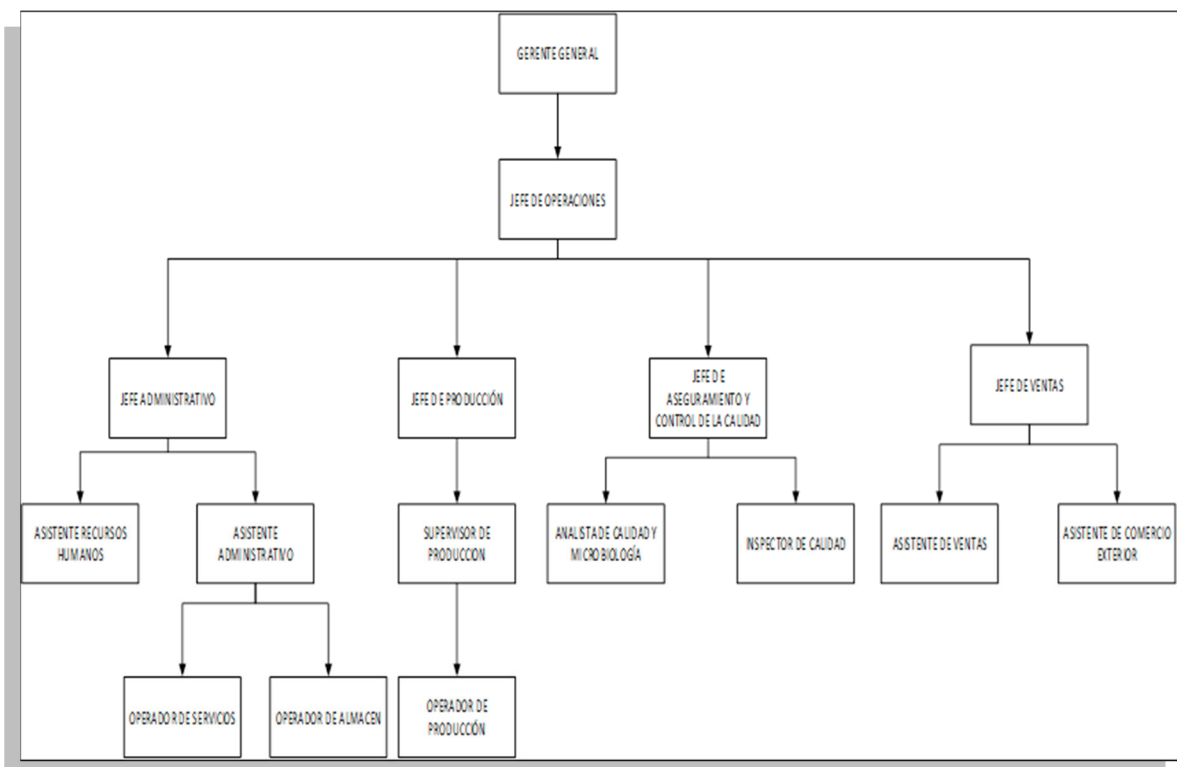 GERENTE GENERAL
JEFE DE OPERACIONES
JEFE ADMINISTRATIVO
JEFE DE PRODUCCIÓN
JEFE DE
ASEGURAMIENTO Y
CONTROL DE LA CALIDAD
JEFE DE VENTAS
ASISTENTE RECURSOS
HUMANOS
ASISTENTE
ADMINISTRATIVO
SUPERVISOR DE
PRODUCCION
ANALISTA DE CALIDAD Y
MICROBIOLOGÍA
INSPECTOR DE CALIDAD
ASISTENTE DE VENTAS
ASISTENTE DE COMERCIO
EXTERIOR
OPERADOR DE SERVICIOS
OPERADOR DE ALMACEN
OPERADOR DE
PRODUCCIÓN